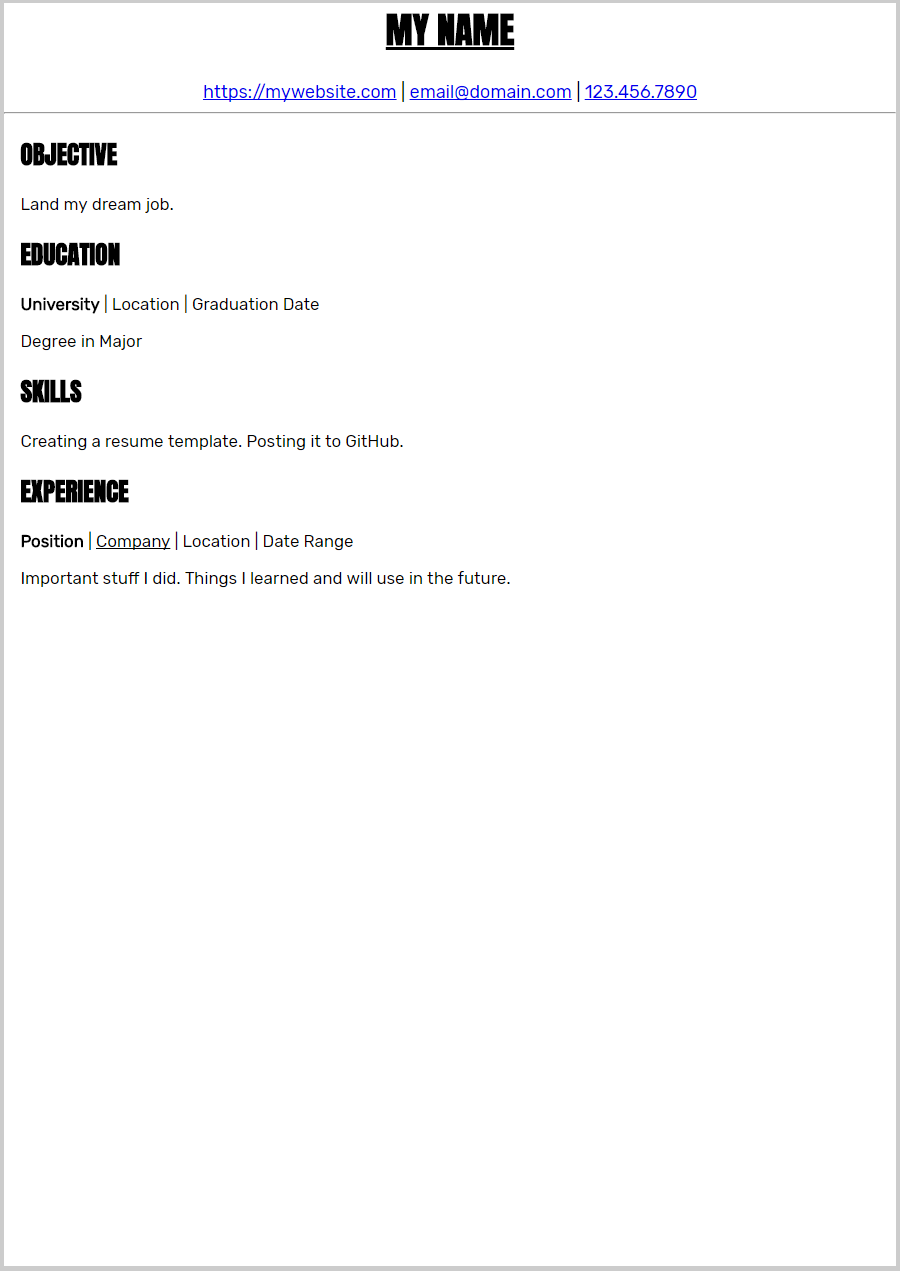 MY NAME
https://mywebsite.com | email@domain.com | 123.456.7890
OBJECTIVE
Land my dream job.
EDUCATION
University | Location | Graduation Date
Degree in Major
SKILLS
Creating a resume template. Posting it to GitHub.
EXPERIENCE
Position | Company | Location | Date Range
Important stuff I did. Things I learned and will use in the future.